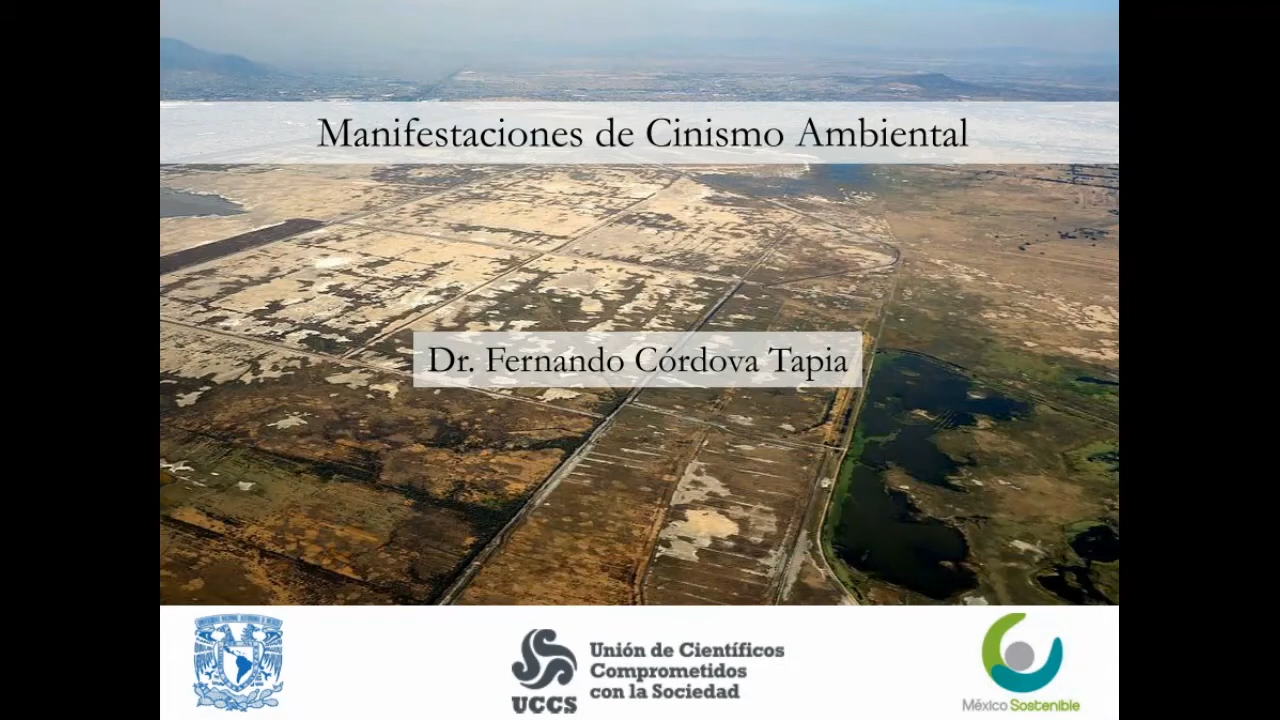 Manifestaciones de Cinismo Ambiental
Dr. Fernando Córdova Tapia
Unión de Científicos
Comprometidos
con la Sociedad
UCCS
México Sostenible